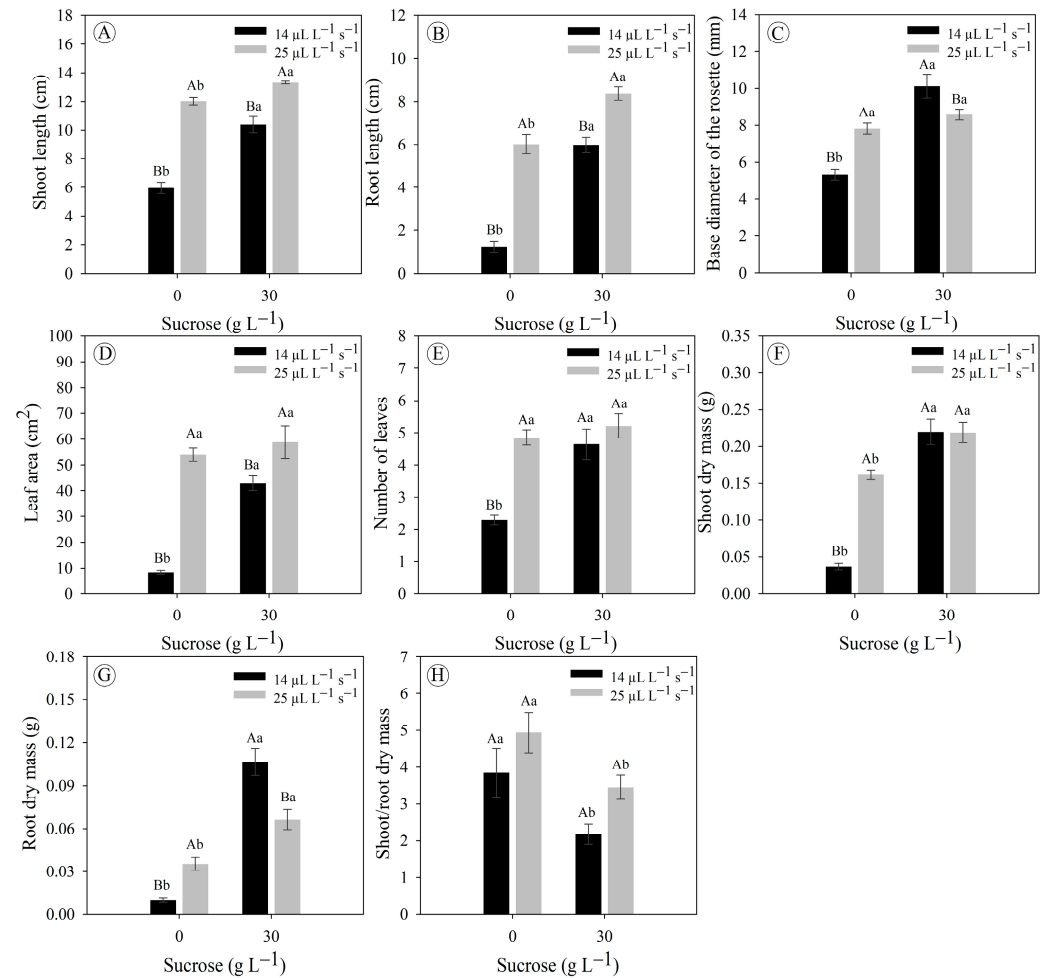 A
14 µL L⁻¹ s⁻¹
25 µL L⁻¹ s⁻¹
Shoot length (cm)
18
16
14
12
10
8
6
4
2
0
Bb
Ab
Ba
Aa
0
30
Sucrose (g L⁻¹)
B
14 µL L⁻¹ s⁻¹
25 µL L⁻¹ s⁻¹
Root length (cm)
12
10
8
6
4
2
0
Bb
Ab
Ba
Aa
0
30
Sucrose (g L⁻¹)
C
14 µL L⁻¹ s⁻¹
25 µL L⁻¹ s⁻¹
Base diameter of the rosette (mm)
14
12
10
8
6
4
2
0
Bb
Aa
Aa
Ba
0
30
Sucrose (g L⁻¹)
D
14 µL L⁻¹ s⁻¹
25 µL L⁻¹ s⁻¹
Leaf area (cm²)
100
90
80
70
60
50
40
30
20
10
0
Bb
Aa
Ba
Aa
0
30
Sucrose (g L⁻¹)
E
14 µL L⁻¹ s⁻¹
25 µL L⁻¹ s⁻¹
Number of leaves
8
7
6
5
4
3
2
1
0
Bb
Aa
Aa
Aa
0
30
Sucrose (g L⁻¹)
F
14 µL L⁻¹ s⁻¹
25 µL L⁻¹ s⁻¹
Shoot dry mass (g)
0.35
0.30
0.25
0.20
0.15
0.10
0.05
0.00
Bb
Ab
Aa
Aa
0
30
Sucrose (g L⁻¹)
G
14 µL L⁻¹ s⁻¹
25 µL L⁻¹ s⁻¹
Root dry mass (g)
0.18
0.15
0.12
0.09
0.06
0.03
0.00
Bb
Ab
Aa
Ba
0
30
Sucrose (g L⁻¹)
H
14 µL L⁻¹ s⁻¹
25 µL L⁻¹ s⁻¹
Shoot/root dry mass
7
6
5
4
3
2
1
0
Aa
Aa
Ab
Ab
0
30
Sucrose (g L⁻¹)